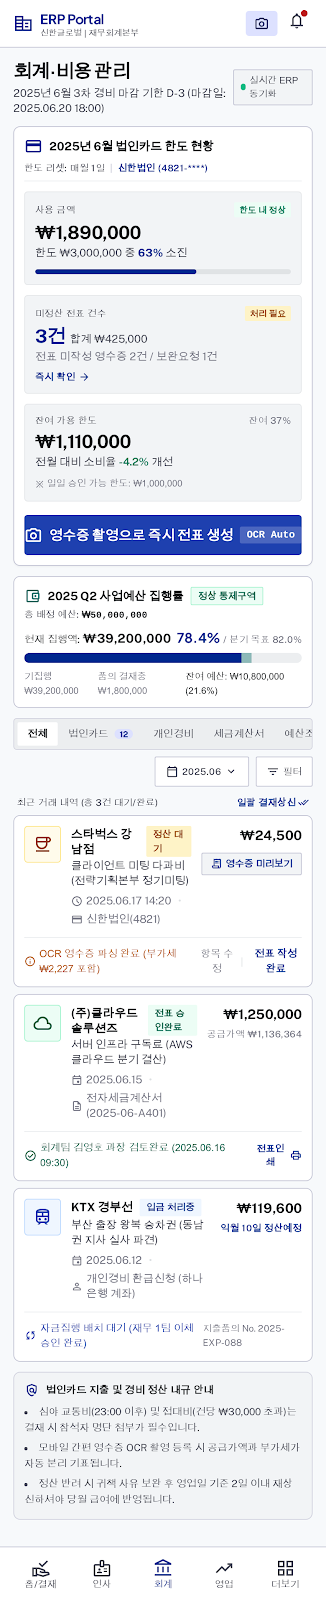 ERP Portal
신한글로벌 | 재무회계본부
회계·비용 관리
2025년 6월 3차 경비 마감 기한 D-3 (마감일:
2025.06.20 18:00)
실시간 ERP
동기화
2025년 6월 법인카드 한도 현황
한도 리셋: 매월 1일 | 신한법인 (4821-****)
사용 금액 한도 내 정상
₩1,890,000
한도 ₩3,000,000 중 63% 소진
미정산 전표 건수 처리 필요
3건 합계 ₩425,000
전표 미작성 영수증 2건 / 보완요청 1건
즉시 확인 →
잔여 가용 한도 잔여 37%
₩1,110,000
전월 대비 소비율 -4.2% 개선
※ 일일 승인 가능 한도: ₩1,000,000
영수증 촬영으로 즉시 전표 생성 OCR Auto
2025 Q2 사업예산 집행률 정상 통제구역
총 배정 예산: ₩50,000,000
현재 집행액: ₩39,200,000 78.4% / 분기 목표 82.0%
기집행 품의 결재중 잔여 예산: ₩10,800,000
₩39,200,000 ₩1,800,000 (21.6%)
전체 법인카드 12 개인경비 세금계산서 예산조
2025.06 필터
최근 거래 내역 (총 3건 대기/완료) 일괄 결재상신
스타벅스 강
남점
정산 대
기
₩24,500
클라이언트 미팅 다과비
(전략기획본부 정기미팅)
영수증 미리보기
2025.06.17 14:20 ·
신한법인(4821)
OCR 영수증 파싱 완료 (부가세
₩2,227 포함)
항목 수
정
전표 작성
완료
(주)클라우드
솔루션즈
전표 승
인완료
₩1,250,000
공급가액 ₩1,136,364
서버 인프라 구독료 (AWS
클라우드 분기 결산)
2025.06.15 ·
전자세금계산서
(2025-06-A401)
회계팀 김영호 과장 검토완료 (2025.06.16
09:30)
전표인
쇄
KTX 경부선 입금 처리중 ₩119,600
익월 10일 정산예정
부산 출장 왕복 승차권 (동남
권 지사 실사 파견)
2025.06.12 ·
개인경비 환급신청 (하나
은행 계좌)
자금집행 배치 대기 (재무 1팀 이체
승인 완료)
지출품의 No. 2025-
EXP-088
법인카드 지출 및 경비 정산 내규 안내
• 심야 교통비(23:00 이후) 및 접대비(건당 ₩30,000 초과)는
결재 시 참석자 명단 첨부가 필수입니다.
• 모바일 간편 영수증 OCR 촬영 등록 시 공급가액과 부가세가
자동 분리 기표됩니다.
• 정산 반려 시 귀책 사유 보완 후 영업일 기준 2일 이내 재상
신하셔야 당월 급여에 반영됩니다.
홈/결재 인사 회계 영업 더보기